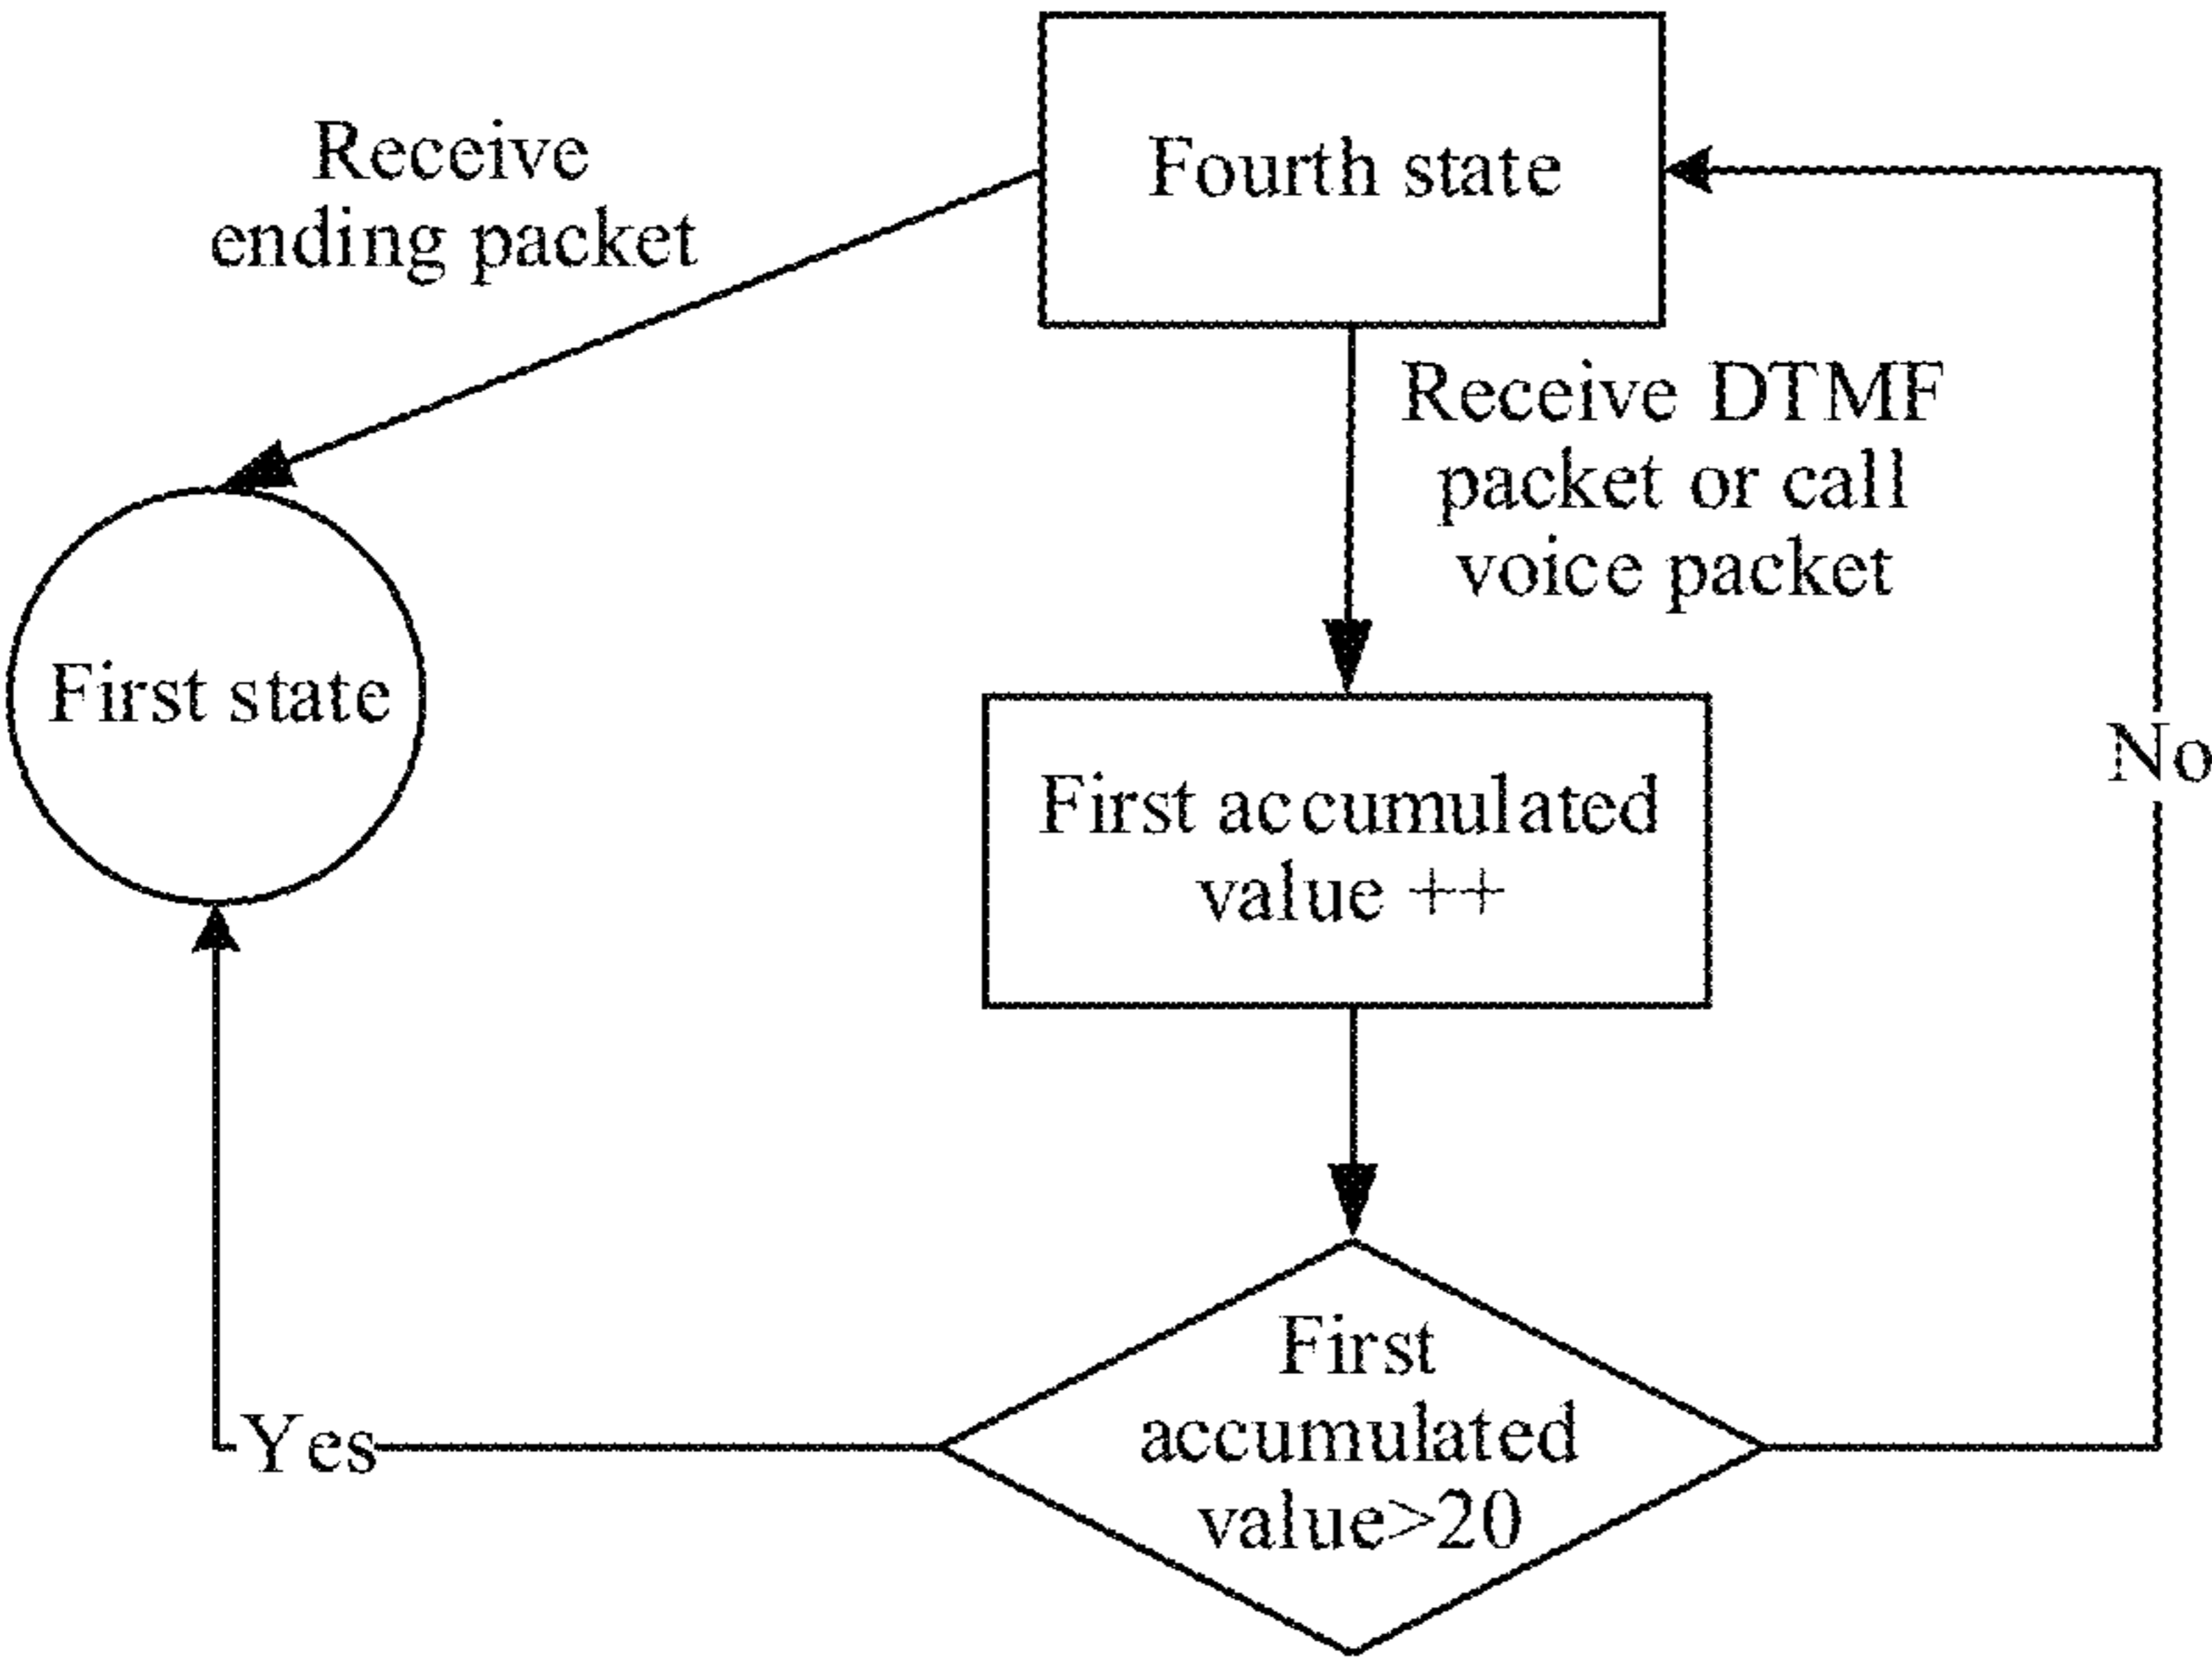 Fourth state
Receive
ending packet
Receive DTMF
packet or call
voice packet
First state
No
First accumulated
value ++
First
accumulated
value>20
Yes